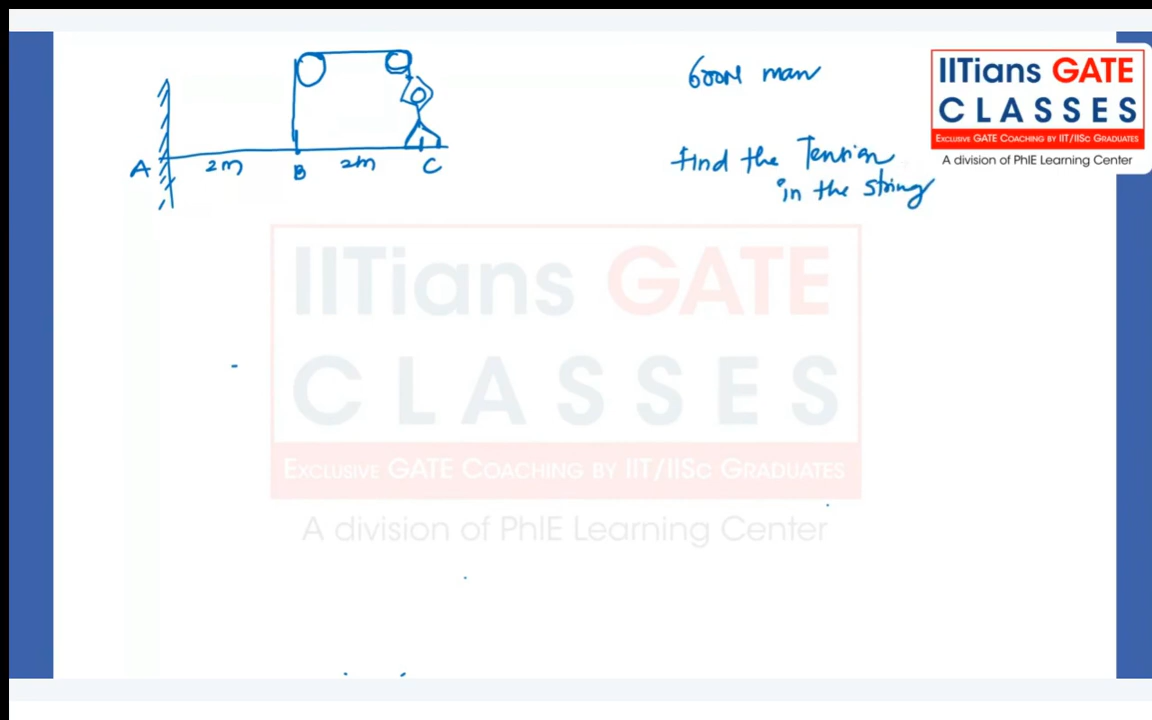 600N man
IITians GATE
CLASSES
EXCLUSIVE GATE COACHING BY IIT/IISC GRADUATES
A division of PhIE Learning Center
find the Tension
in the string
A 2m B 2m C
IITians GATE
CLASSES
EXCLUSIVE GATE COACHING BY IIT/IISC GRADUATES
A division of PhIE Learning Center